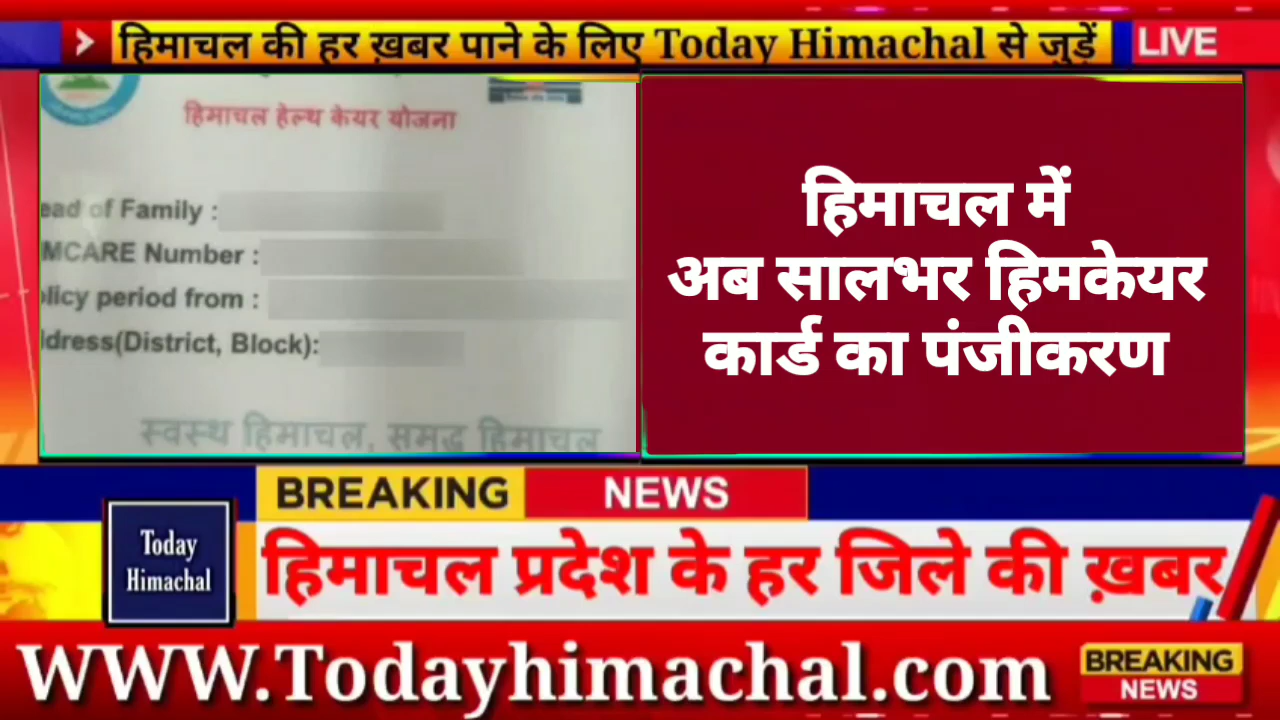 हिमाचल की हर ख़बर पाने के लिए Today Himachal से जुड़ें
LIVE
हिमाचल हेल्थ केयर योजना
ead of Family :
MCARE Number :
olicy period from :
ddress(District, Block):
स्वस्थ हिमाचल, समृद्ध हिमाचल
हिमाचल में
अब सालभर हिमकेयर
कार्ड का पंजीकरण
BREAKING NEWS
Today
Himachal
हिमाचल प्रदेश के हर जिले की ख़बर
WWW.Todayhimachal.com
BREAKING
NEWS